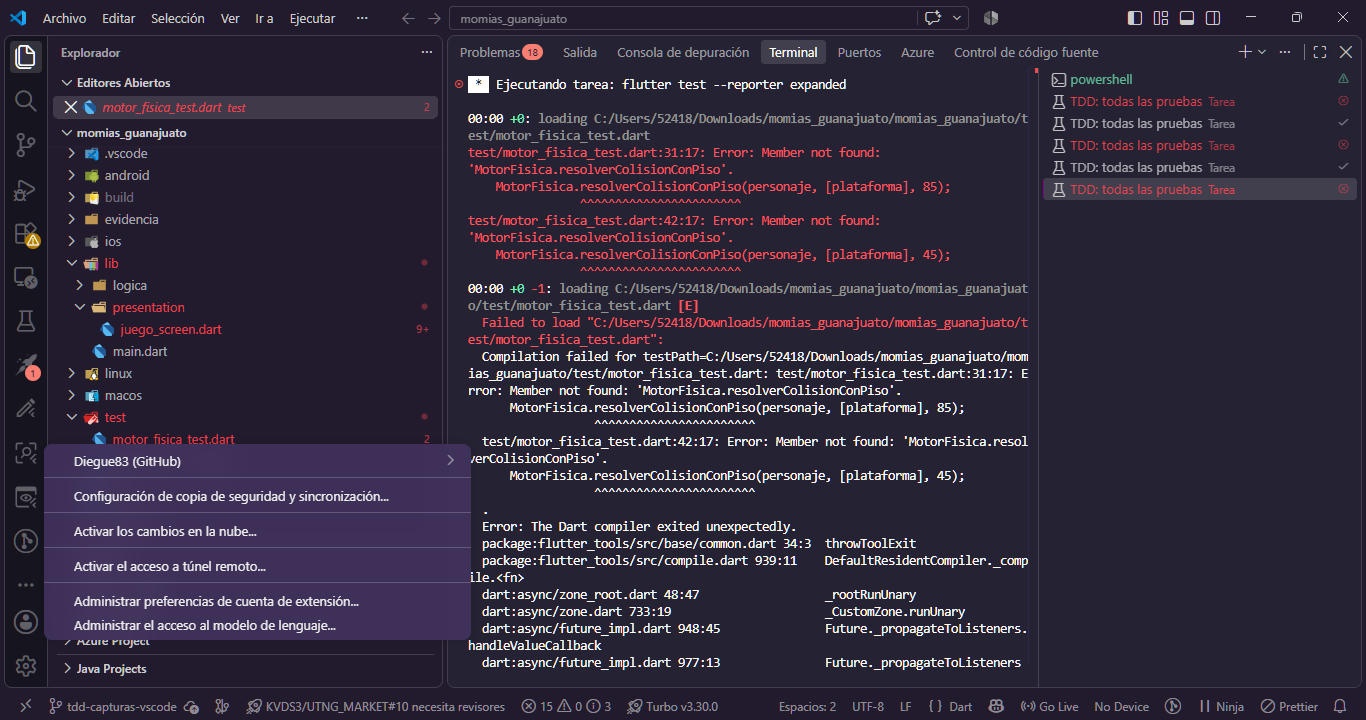 Archivo Editar Selección Ver Ir a Ejecutar ··· momias_guanajuato
Explorador ···
Editores Abiertos
motor_fisica_test.dart test 2
momias_guanajuato
.vscode
android
build
evidencia
ios
lib
logica
presentation
juego_screen.dart 9+
main.dart
linux
macos
test
motor_fisica_test.dart 2
1
Diegue83 (GitHub)
Configuración de copia de seguridad y sincronización...
Activar los cambios en la nube...
Activar el acceso a túnel remoto...
Administrar preferencias de cuenta de extensión...
Administrar el acceso al modelo de lenguaje...
Azure Project
Java Projects
Problemas 18 Salida Consola de depuración Terminal Puertos Azure Control de código fuente
* Ejecutando tarea: flutter test --reporter expanded
00:00 +0: loading C:/Users/52418/Downloads/momias_guanajuato/momias_guanajuato/t
est/motor_fisica_test.dart
test/motor_fisica_test.dart:31:17: Error: Member not found:
'MotorFisica.resolverColisionConPiso'.
MotorFisica.resolverColisionConPiso(personaje, [plataforma], 85);
^^^^^^^^^^^^^^^^^^^^^^^
test/motor_fisica_test.dart:42:17: Error: Member not found:
'MotorFisica.resolverColisionConPiso'.
MotorFisica.resolverColisionConPiso(personaje, [plataforma], 45);
^^^^^^^^^^^^^^^^^^^^^^^
00:00 +0 -1: loading C:/Users/52418/Downloads/momias_guanajuato/momias_guanajuat
o/test/motor_fisica_test.dart [E]
Failed to load "C:/Users/52418/Downloads/momias_guanajuato/momias_guanajuato/t
est/motor_fisica_test.dart":
Compilation failed for testPath=C:/Users/52418/Downloads/momias_guanajuato/mom
ias_guanajuato/test/motor_fisica_test.dart: test/motor_fisica_test.dart:31:17: E
rror: Member not found: 'MotorFisica.resolverColisionConPiso'.
MotorFisica.resolverColisionConPiso(personaje, [plataforma], 85);
^^^^^^^^^^^^^^^^^^^^^^^
test/motor_fisica_test.dart:42:17: Error: Member not found: 'MotorFisica.resol
verColisionConPiso'.
MotorFisica.resolverColisionConPiso(personaje, [plataforma], 45);
^^^^^^^^^^^^^^^^^^^^^^^
.
Error: The Dart compiler exited unexpectedly.
package:flutter_tools/src/base/common.dart 34:3 throwToolExit
package:flutter_tools/src/compile.dart 939:11 DefaultResidentCompiler._comp
ile.<fn>
dart:async/zone_root.dart 48:47 _rootRunUnary
dart:async/zone.dart 733:19 _CustomZone.runUnary
dart:async/future_impl.dart 948:45 Future._propagateToListeners.
handleValueCallback
dart:async/future_impl.dart 977:13 Future._propagateToListeners
powershell
TDD: todas las pruebas Tarea
TDD: todas las pruebas Tarea
TDD: todas las pruebas Tarea
TDD: todas las pruebas Tarea
TDD: todas las pruebas Tarea
tdd-capturas-vscode KVDS3/UTNG_MARKET#10 necesita revisores 15 0 3 Turbo v3.30.0 Espacios: 2 UTF-8 LF {} Dart Go Live No Device Ninja Prettier